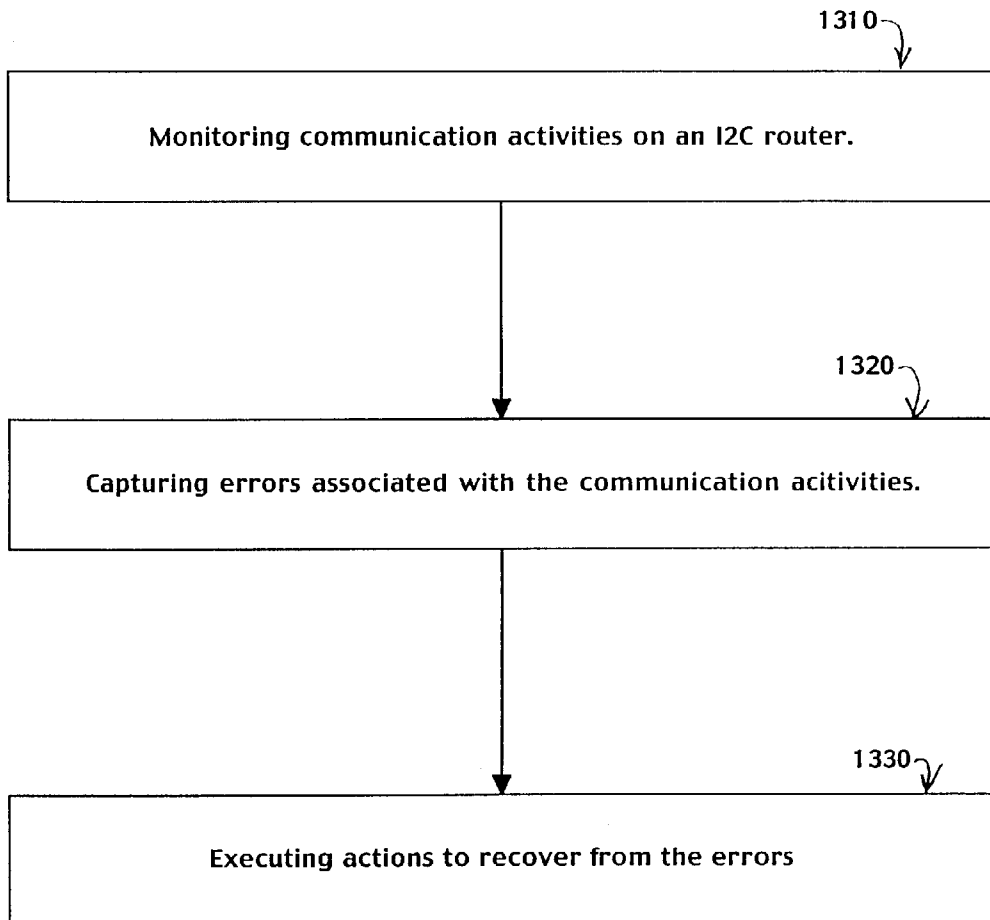 1310
Monitoring communication activities on an I2C router.
1320
Capturing errors associated with the communication acitivities.
1330
Executing actions to recover from the errors